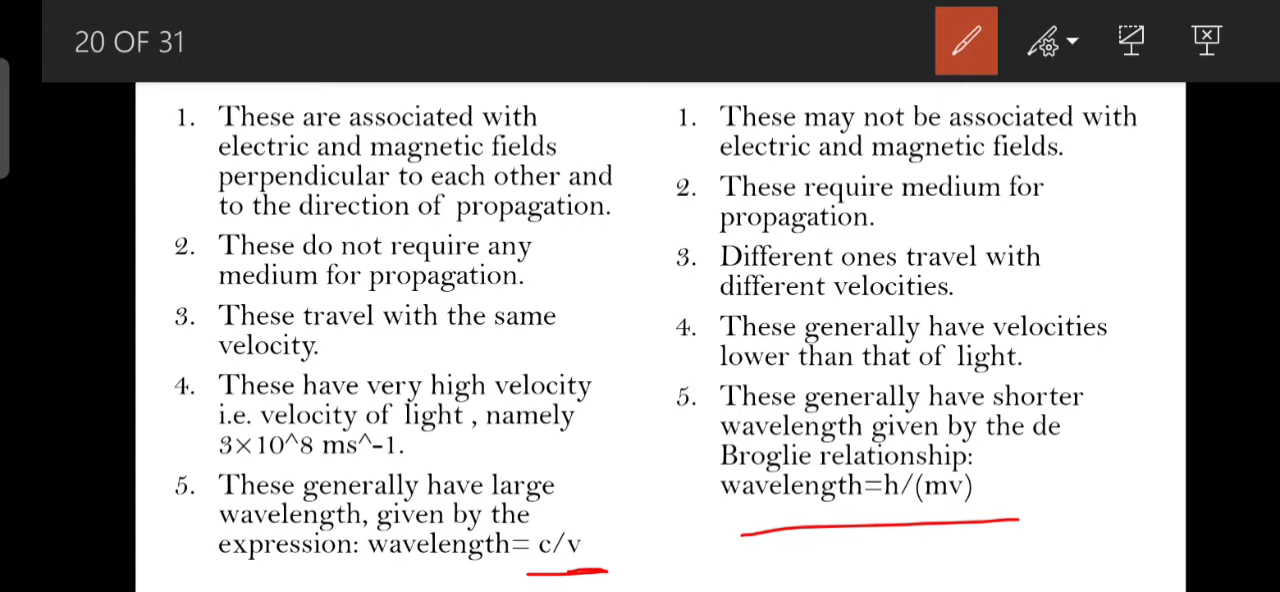 20 OF 31
1. These are associated with
electric and magnetic fields
perpendicular to each other and
to the direction of propagation.
2. These do not require any
medium for propagation.
3. These travel with the same
velocity.
4. These have very high velocity
i.e. velocity of light , namely
3×10^8 ms^-1.
5. These generally have large
wavelength, given by the
expression: wavelength= c/v
1. These may not be associated with
electric and magnetic fields.
2. These require medium for
propagation.
3. Different ones travel with
different velocities.
4. These generally have velocities
lower than that of light.
5. These generally have shorter
wavelength given by the de
Broglie relationship:
wavelength=h/(mv)